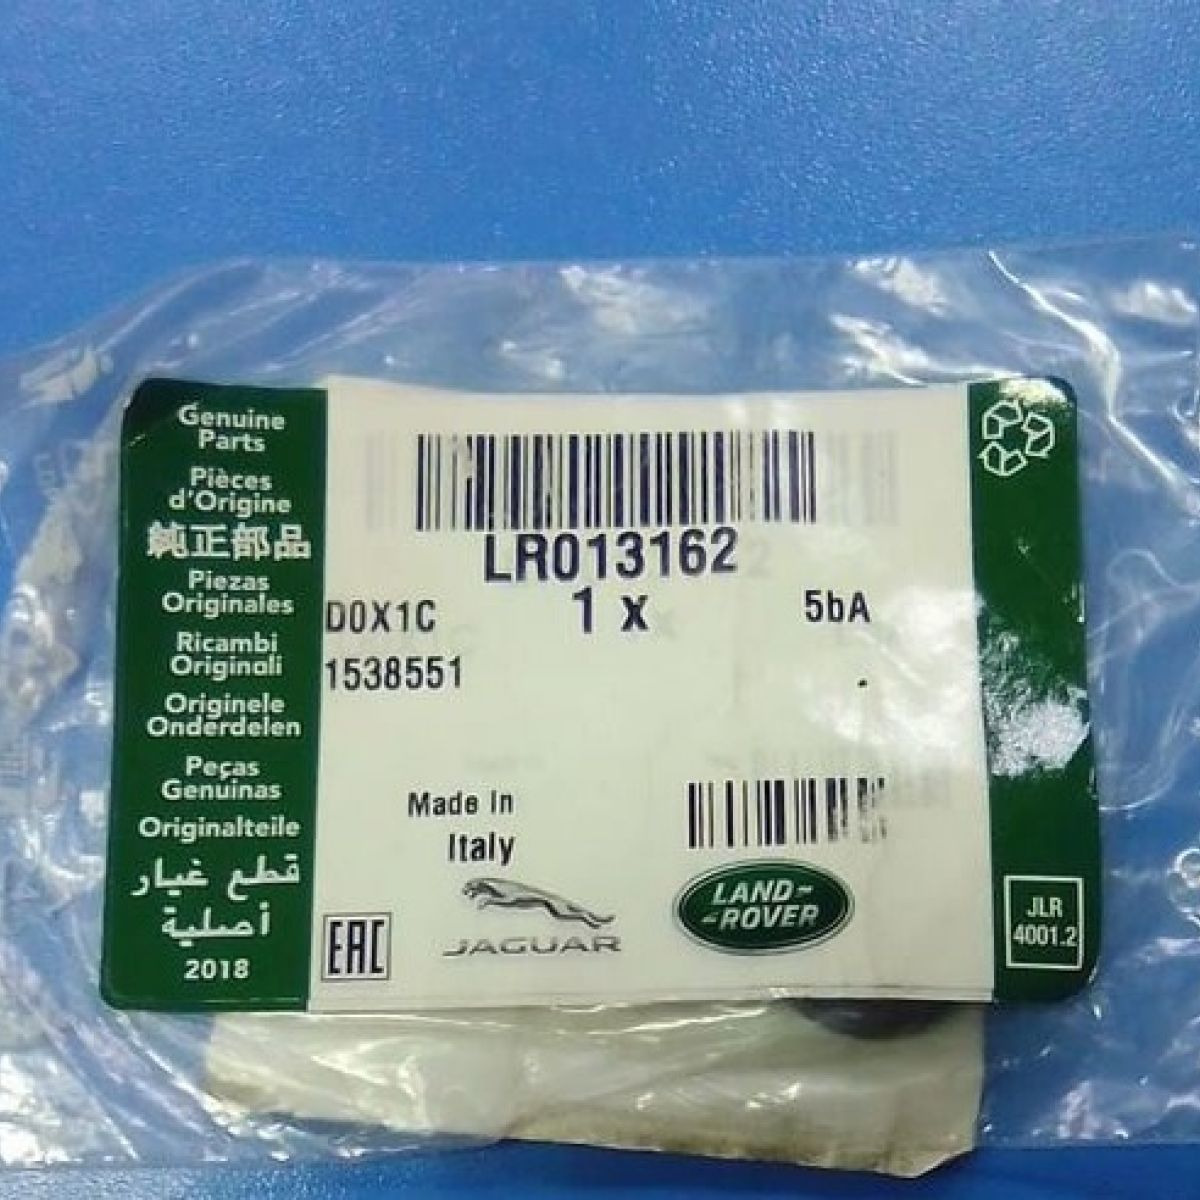 Genuine
Parts
Pièces
d'Origine
純正部品
Piezas
Originales
Ricambi
Originali
Originele
Onderdelen
Peças
Genuinas
Originalteile
قطع غيار
أصلية
2018
LR013162
1 x
5bA
D0X1C
1538551
Made In
Italy
EAC
JAGUAR
LAND-
-ROVER
JLR
4001.2